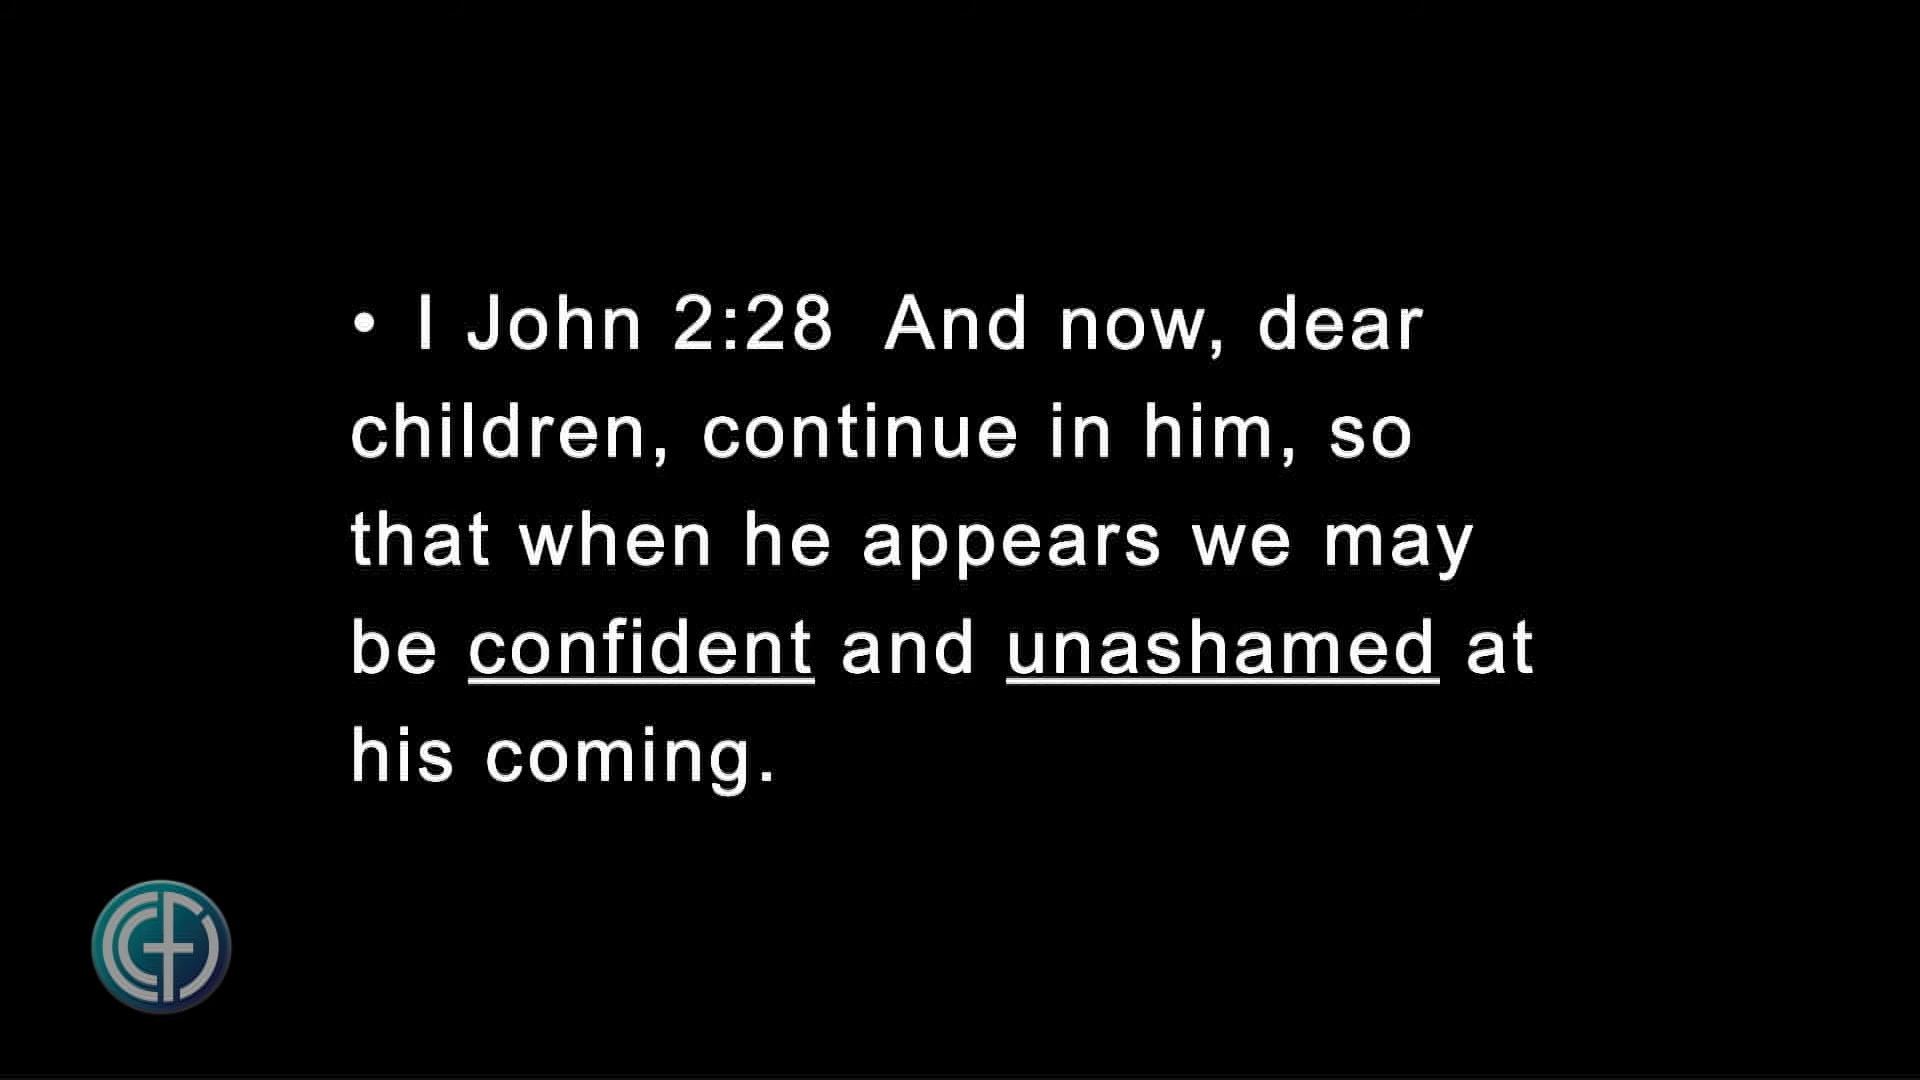 • I John 2:28  And now, dear
children, continue in him, so
that when he appears we may
be confident and unashamed at
his coming.